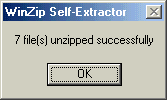 WinZip Self-Extractor
7 file(s) unzipped successfully
OK